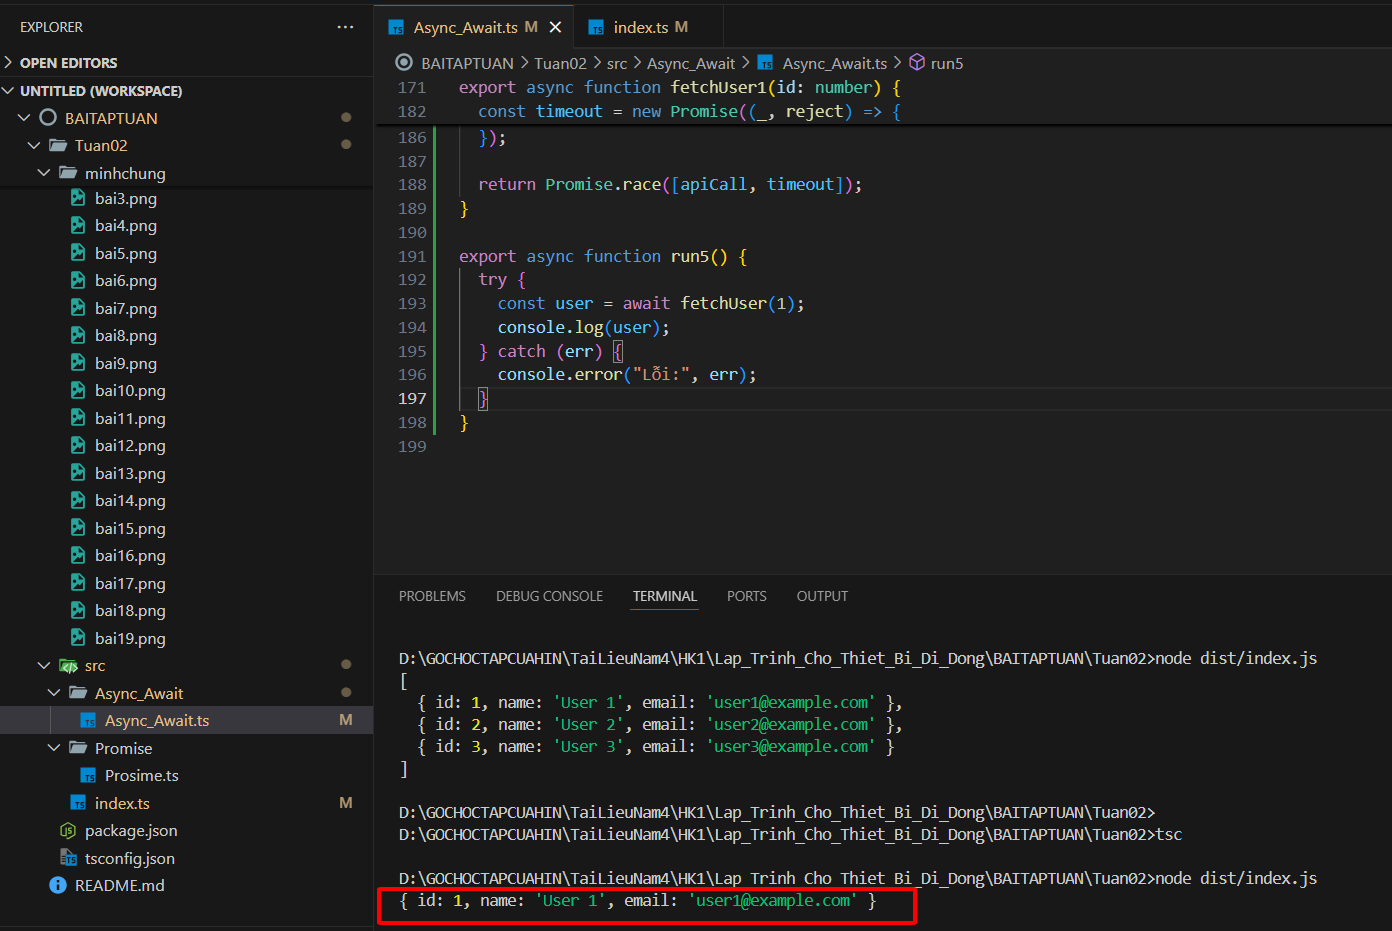 EXPLORER
OPEN EDITORS
UNTITLED (WORKSPACE)
BAITAPTUAN
Tuan02
minhchung
bai3.png
bai4.png
bai5.png
bai6.png
bai7.png
bai8.png
bai9.png
bai10.png
bai11.png
bai12.png
bai13.png
bai14.png
bai15.png
bai16.png
bai17.png
bai18.png
bai19.png
src
Async_Await
Async_Await.ts M
Promise
Prosime.ts
index.ts M
package.json
tsconfig.json
README.md
Async_Await.ts M
index.ts M
BAITAPTUAN > Tuan02 > src > Async_Await > Async_Await.ts > run5
171 export async function fetchUser1(id: number) {
182 const timeout = new Promise((_, reject) => {
186 });
187
188 return Promise.race([apiCall, timeout]);
189 }
190
191 export async function run5() {
192 try {
193 const user = await fetchUser(1);
194 console.log(user);
195 } catch (err) {
196 console.error("Lỗi:", err);
197 }
198 }
199
PROBLEMS DEBUG CONSOLE TERMINAL PORTS OUTPUT
D:\GOCHOCTAPCUAHIN\TaiLieuNam4\HK1\Lap_Trinh_Cho_Thiet_Bi_Di_Dong\BAITAPTUAN\Tuan02>node dist/index.js
[
{ id: 1, name: 'User 1', email: 'user1@example.com' },
{ id: 2, name: 'User 2', email: 'user2@example.com' },
{ id: 3, name: 'User 3', email: 'user3@example.com' }
]
D:\GOCHOCTAPCUAHIN\TaiLieuNam4\HK1\Lap_Trinh_Cho_Thiet_Bi_Di_Dong\BAITAPTUAN\Tuan02>
D:\GOCHOCTAPCUAHIN\TaiLieuNam4\HK1\Lap_Trinh_Cho_Thiet_Bi_Di_Dong\BAITAPTUAN\Tuan02>tsc
D:\GOCHOCTAPCUAHIN\TaiLieuNam4\HK1\Lap_Trinh_Cho_Thiet_Bi_Di_Dong\BAITAPTUAN\Tuan02>node dist/index.js
{ id: 1, name: 'User 1', email: 'user1@example.com' }